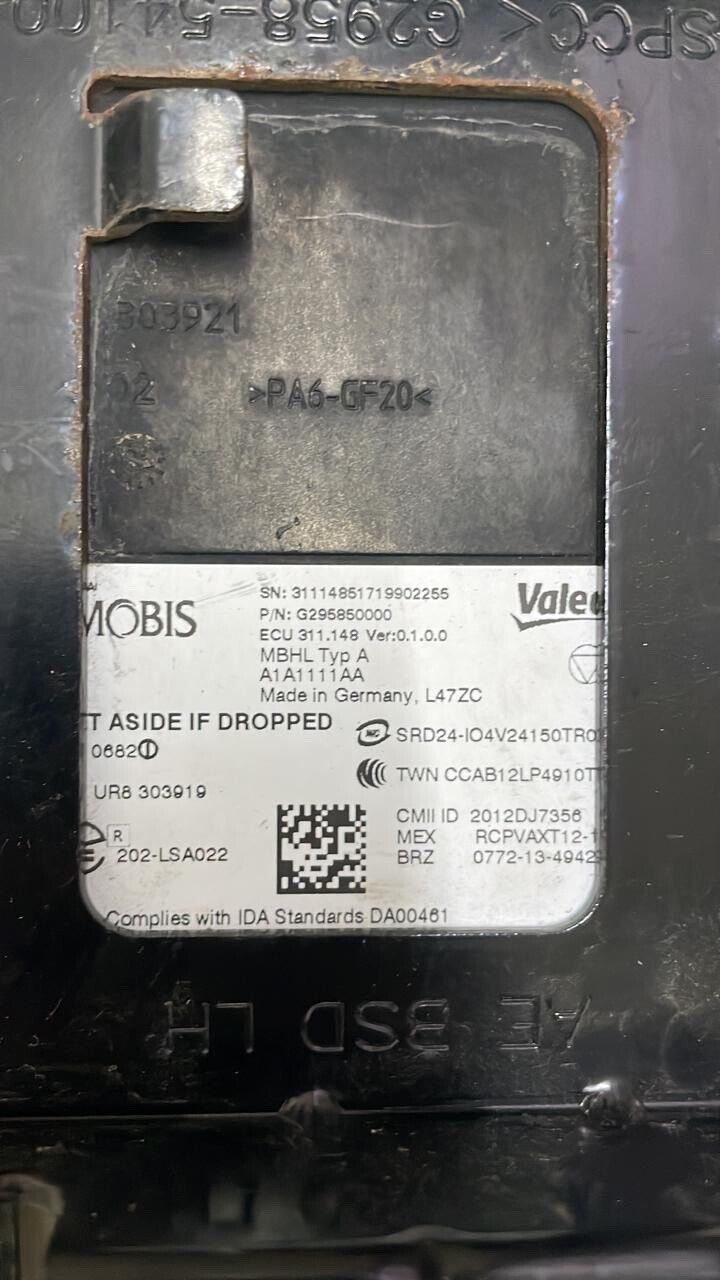 SPCC < G2958-54100
303921
02
>PA6-GF20<
MOBIS
SN: 31114851719902255
P/N: G295850000
ECU 311.148 Ver:0.1.0.0
MBHL Typ A
A1A1111AA
Made in Germany, L47ZC
Valeo
T ASIDE IF DROPPED
0682
UR8 303919
R
202-LSA022
SRD24-IO4V24150TR0
TWN CCAB12LP4910T
CMII ID 2012DJ7356
MEX RCPVAXT12-1
BRZ 0772-13-4942
Complies with IDA Standards DA00461
AE BSD LH